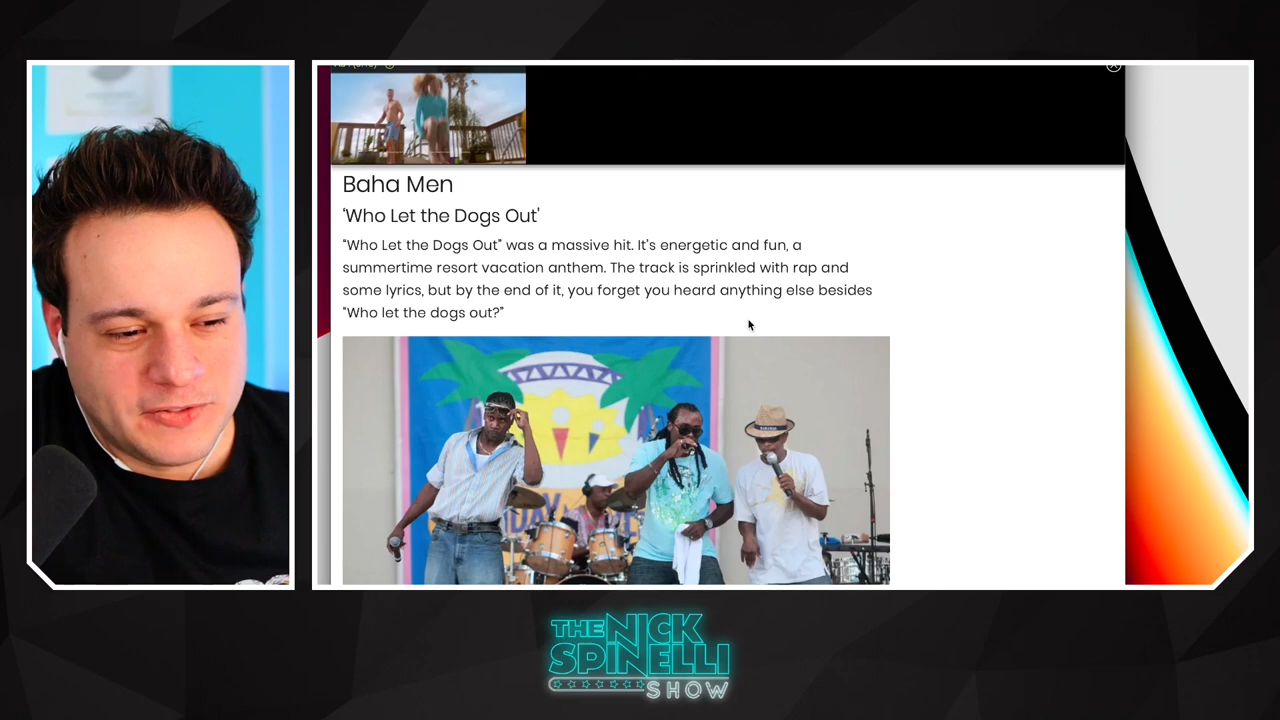 Baha Men
‘Who Let the Dogs Out’
“Who Let the Dogs Out” was a massive hit. It’s energetic and fun, a
summertime resort vacation anthem. The track is sprinkled with rap and
some lyrics, but by the end of it, you forget you heard anything else besides
“Who let the dogs out?”
THE NICK
SPINELLI
SHOW